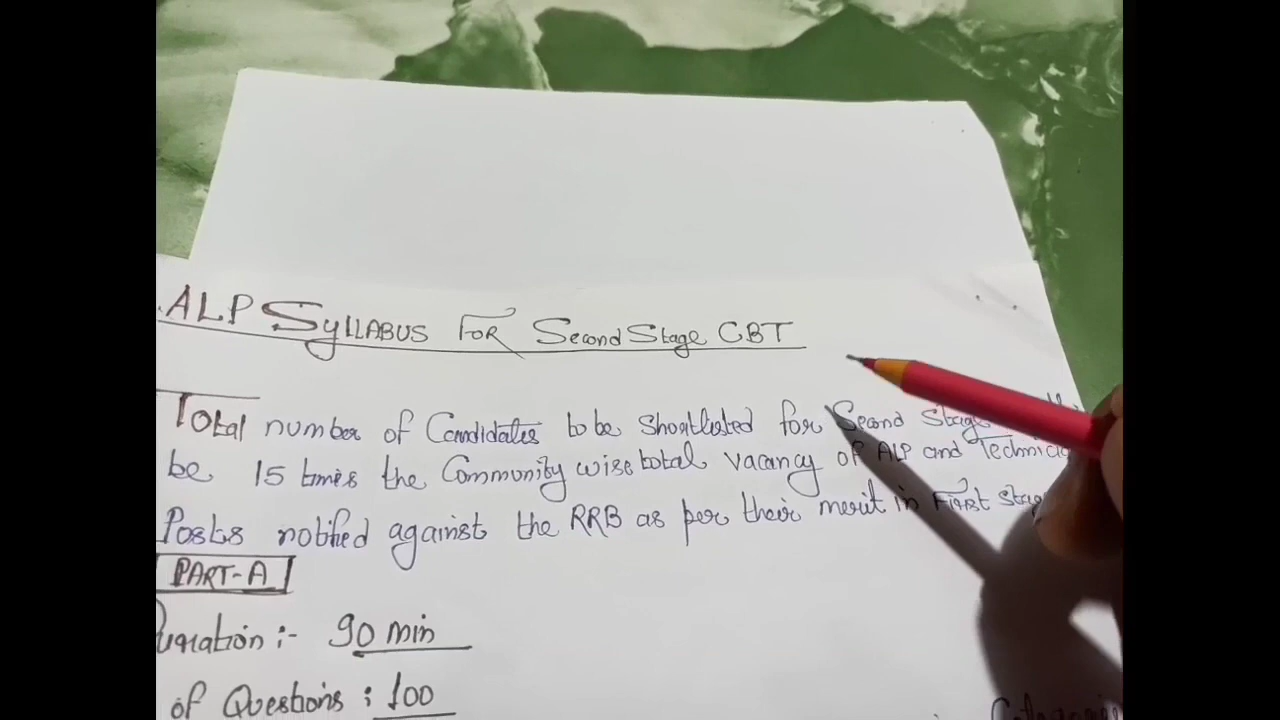 ALP SYLLABUS FOR Second Stage CBT
Total number of Candidates to be Shortlisted for Second Stage
be 15 times the Community wise total vacancy of ALP and Technicia
Posts notified against the RRB as per their merit in First Stag
PART-A
Duration :- 90 min
of Questions : 100